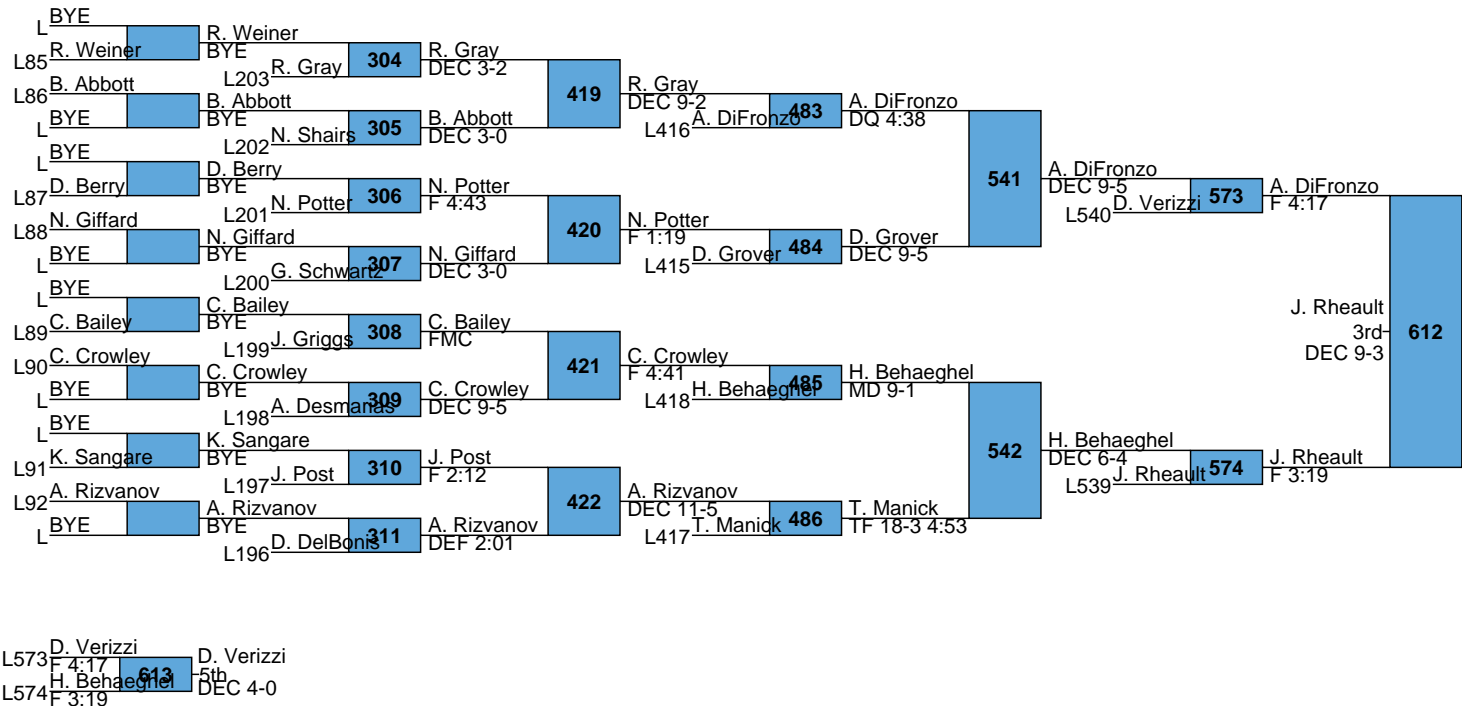 L BYE
L85 R. Weiner
R. Weiner
BYE
L203 R. Gray
304
R. Gray
DEC 3-2
L86 B. Abbott
L BYE
B. Abbott
BYE
L202 N. Shairs
305
B. Abbott
DEC 3-0
419
R. Gray
DEC 9-2
L416 A. DiFronzo
483
A. DiFronzo
DQ 4:38
L BYE
L87 D. Berry
D. Berry
BYE
L201 N. Potter
306
N. Potter
F 4:43
L88 N. Giffard
L BYE
N. Giffard
BYE
L200 G. Schwartz
307
N. Giffard
DEC 3-0
420
N. Potter
F 1:19
L415 D. Grover
484
D. Grover
DEC 9-5
541
A. DiFronzo
DEC 9-5
L540 D. Verizzi
573
A. DiFronzo
F 4:17
L BYE
L89 C. Bailey
C. Bailey
BYE
L199 J. Griggs
308
C. Bailey
FMC
L90 C. Crowley
L BYE
C. Crowley
BYE
L198 A. Desmarias
309
C. Crowley
DEC 9-5
421
C. Crowley
F 4:41
L418 H. Behaeghel
485
H. Behaeghel
MD 9-1
L BYE
L91 K. Sangare
K. Sangare
BYE
L197 J. Post
310
J. Post
F 2:12
L92 A. Rizvanov
L BYE
A. Rizvanov
BYE
L196 D. DelBonis
311
A. Rizvanov
DEF 2:01
422
A. Rizvanov
DEC 11-5
L417 T. Manick
486
T. Manick
TF 18-3 4:53
542
H. Behaeghel
DEC 6-4
L539 J. Rheault
574
J. Rheault
F 3:19
J. Rheault
3rd
DEC 9-3
612
L573 D. Verizzi
F 4:17
L574 H. Behaeghel
F 3:19
613
D. Verizzi
5th
DEC 4-0